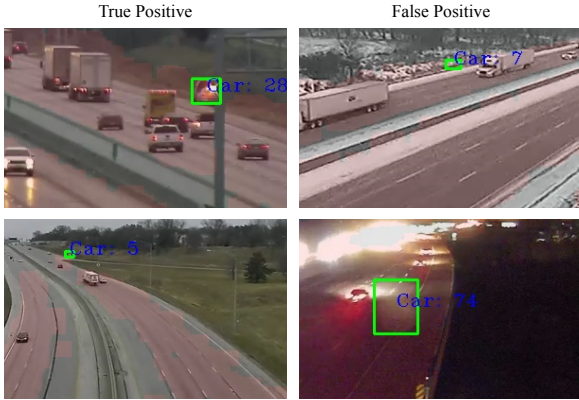 True Positive
False Positive
Car: 28
Car: 7
Car: 5
Car: 74